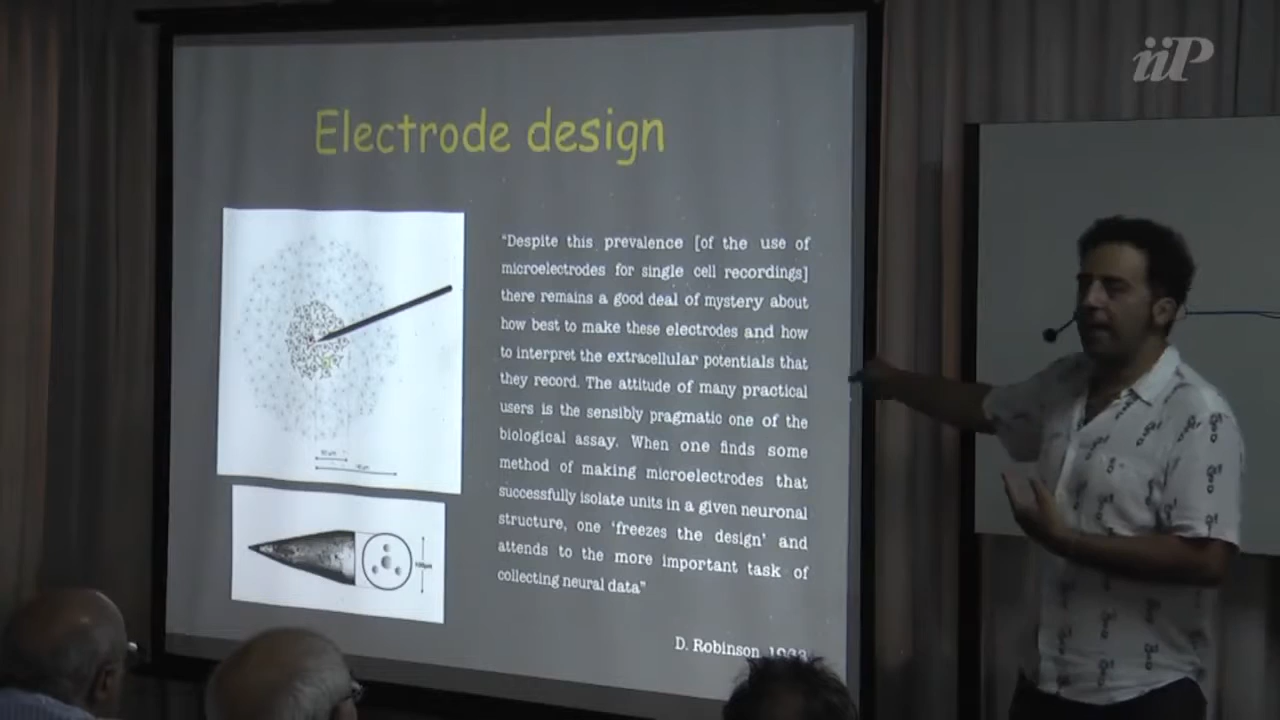 iiP
Electrode design
"Despite this prevalence [of the use of
microelectrodes for single cell recordings]
there remains a good deal of mystery about
how best to make these electrodes and how
to interpret the extracellular potentials that
they record. The attitude of many practical
users is the sensibly pragmatic one of the
biological assay. When one finds some
method of making microelectrodes that
successfully isolate units in a given neuronal
structure, one 'freezes the design' and
attends to the more important task of
collecting neural data"
D. Robinson